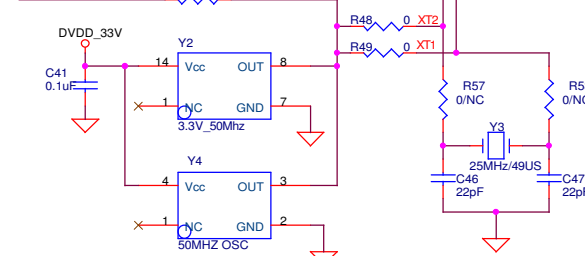 DVDD_33V
R48 0 XT2
R49 0 XT1
Y2
14 Vcc OUT 8
C41
0.1uF
1 NC GND 7
3.3V_50Mhz
R57
0/NC
Y3
25MHz/49US
C46
22pF
C47
Y4
4 Vcc OUT 3
1 NC GND 2
50MHZ OSC